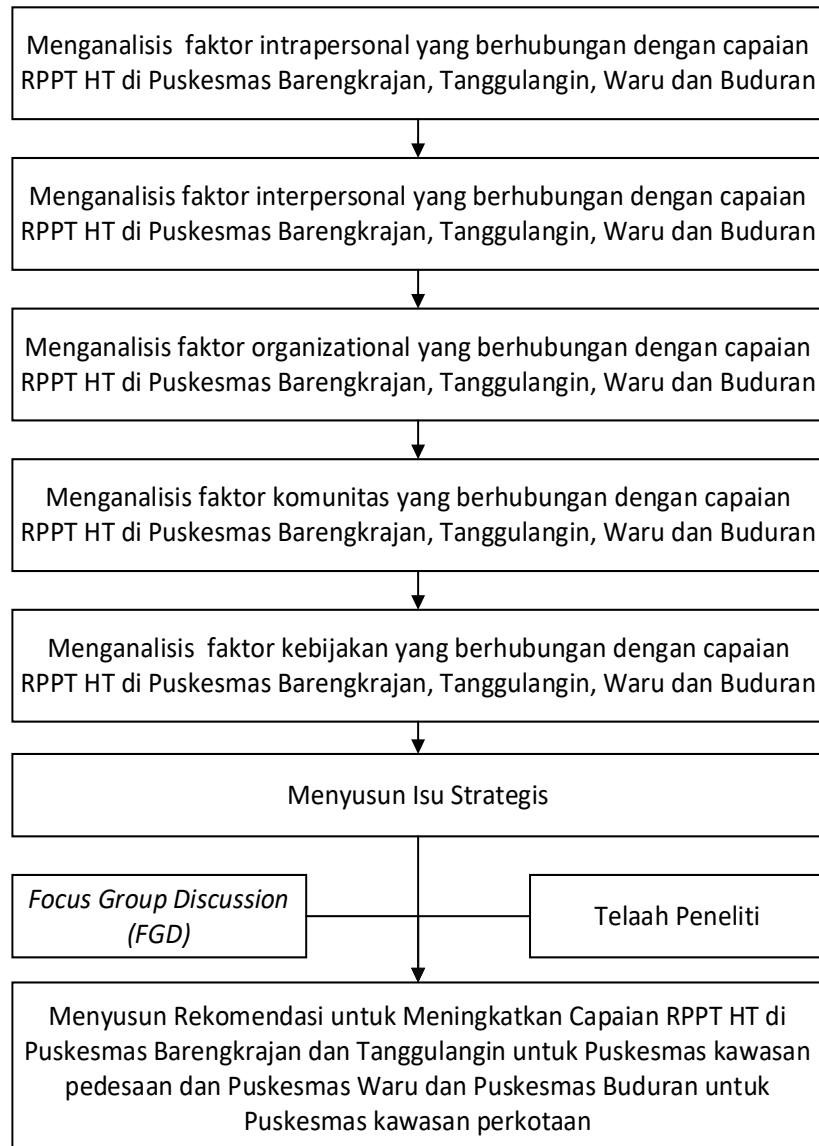 Menganalisis  faktor intrapersonal yang berhubungan dengan capaian
RPPT HT di Puskesmas Barengkrajan, Tanggulangin, Waru dan Buduran
Menganalisis faktor interpersonal yang berhubungan dengan capaian
RPPT HT di Puskesmas Barengkrajan, Tanggulangin, Waru dan Buduran
Menganalisis faktor organizational yang berhubungan dengan capaian
RPPT HT di Puskesmas Barengkrajan, Tanggulangin, Waru dan Buduran
Menganalisis faktor komunitas yang berhubungan dengan capaian
RPPT HT di Puskesmas Barengkrajan, Tanggulangin, Waru dan Buduran
Menganalisis  faktor kebijakan yang berhubungan dengan capaian
RPPT HT di Puskesmas Barengkrajan, Tanggulangin, Waru dan Buduran
Menyusun Isu Strategis
Focus Group Discussion
(FGD)
Telaah Peneliti
Menyusun Rekomendasi untuk Meningkatkan Capaian RPPT HT di
Puskesmas Barengkrajan dan Tanggulangin untuk Puskesmas kawasan
pedesaan dan Puskesmas Waru dan Puskesmas Buduran untuk
Puskesmas kawasan perkotaan